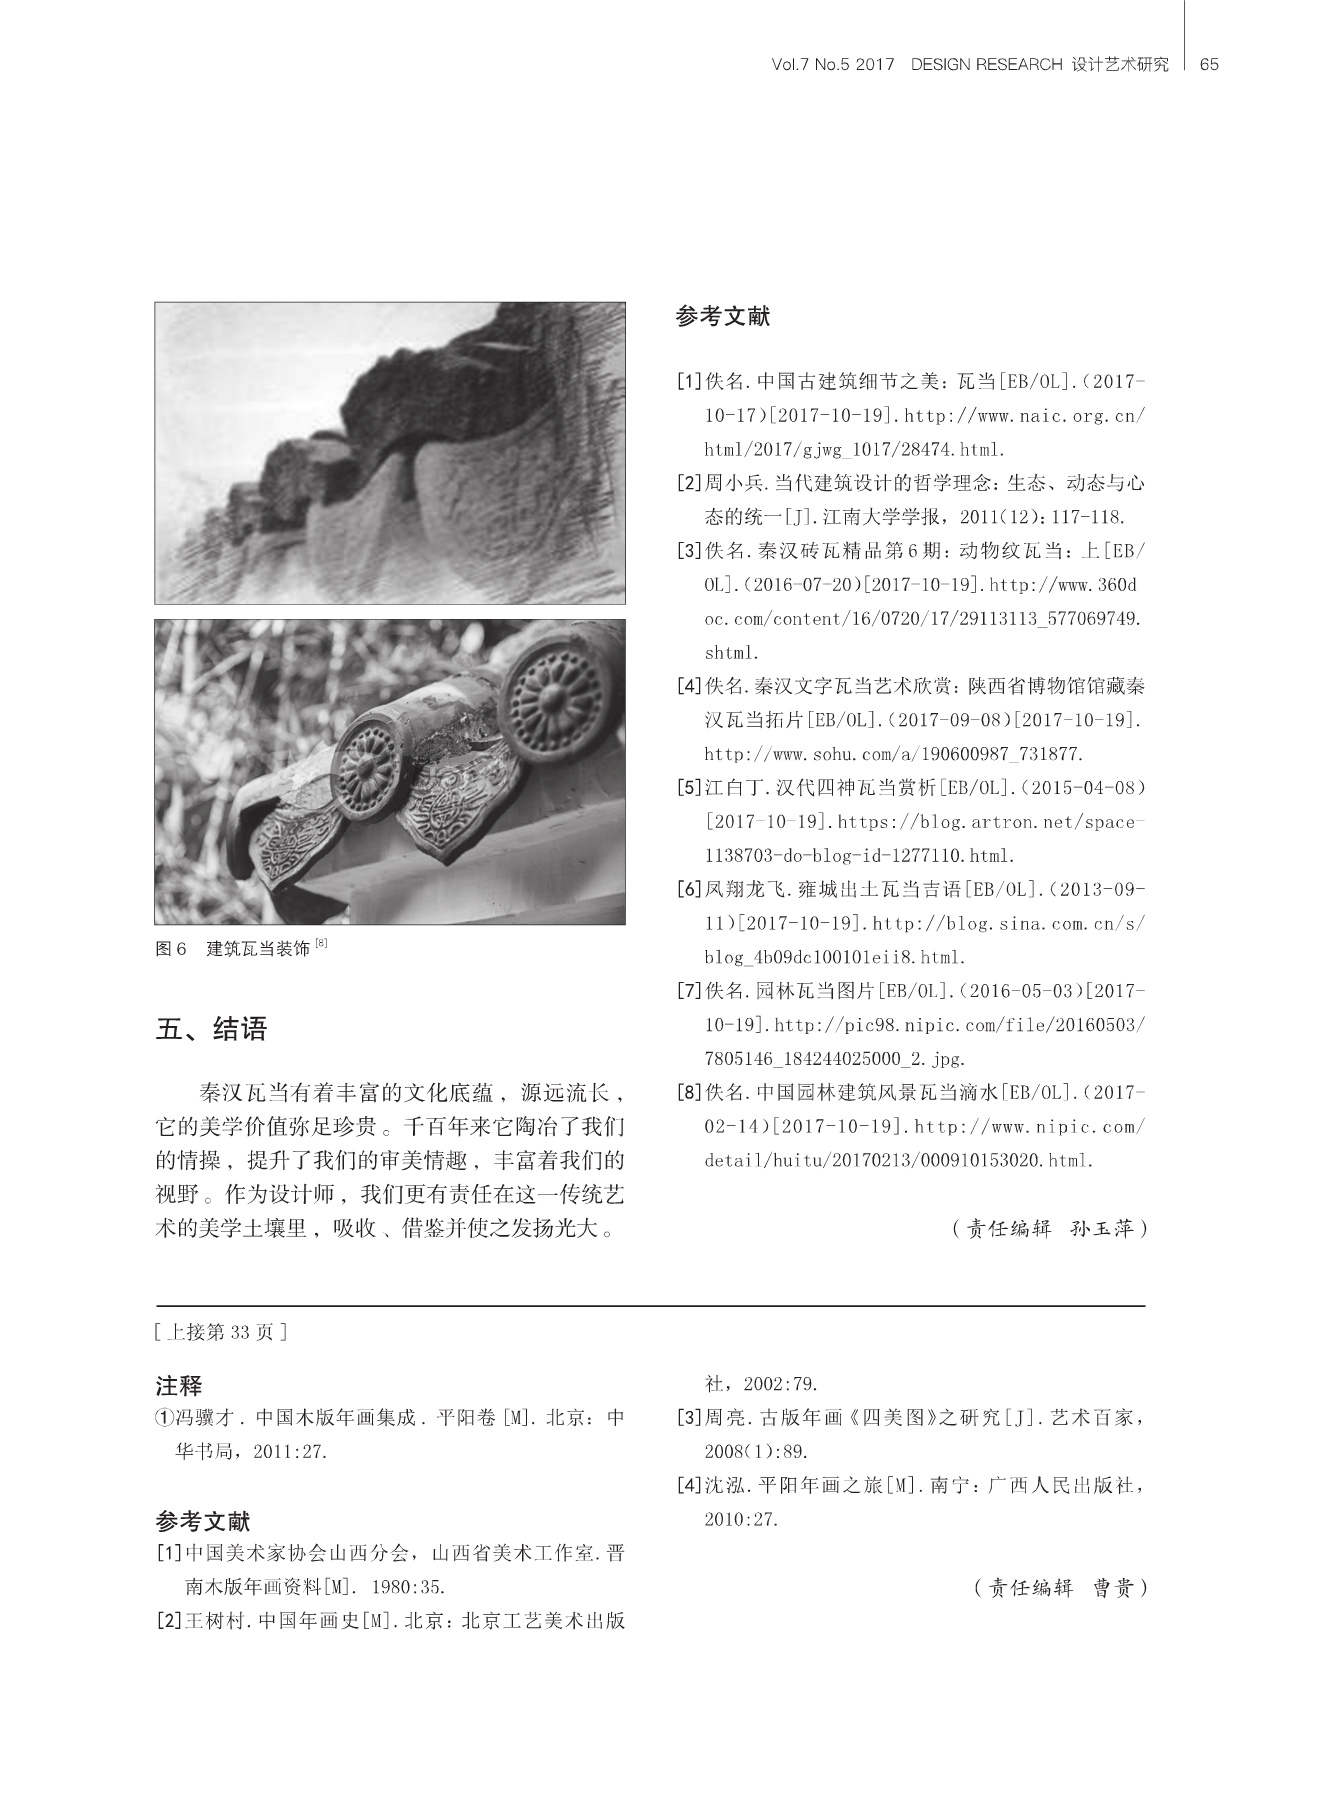 Vol.7 No.5 2017 DESIGN RESEARCH 设计艺术研究 65
图 6 建筑瓦当装饰 [8]
五、结语
秦汉瓦当有着丰富的文化底蕴，源远流长，
它的美学价值弥足珍贵。千百年来它陶冶了我们
的情操，提升了我们的审美情趣，丰富着我们的
视野。作为设计师，我们更有责任在这一传统艺
术的美学土壤里，吸收、借鉴并使之发扬光大。
参考文献
[1]佚名.中国古建筑细节之美：瓦当[EB/OL].(2017-
10-17)[2017-10-19].http://www.naic.org.cn/
html/2017/gjwg_1017/28474.html.
[2]周小兵.当代建筑设计的哲学理念：生态、动态与心
态的统一[J].江南大学学报，2011(12):117-118.
[3]佚名.秦汉砖瓦精品第6期：动物纹瓦当：上[EB/
OL].(2016-07-20)[2017-10-19].http://www.360d
oc.com/content/16/0720/17/29113113_577069749.
shtml.
[4]佚名.秦汉文字瓦当艺术欣赏：陕西省博物馆馆藏秦
汉瓦当拓片[EB/OL].(2017-09-08)[2017-10-19].
http://www.sohu.com/a/190600987_731877.
[5]江白丁.汉代四神瓦当赏析[EB/OL].(2015-04-08)
[2017-10-19].https://blog.artron.net/space-
1138703-do-blog-id-1277110.html.
[6]凤翔龙飞.雍城出土瓦当吉语[EB/OL].(2013-09-
11)[2017-10-19].http://blog.sina.com.cn/s/
blog_4b09dc100101eii8.html.
[7]佚名.园林瓦当图片[EB/OL].(2016-05-03)[2017-
10-19].http://pic98.nipic.com/file/20160503/
7805146_184244025000_2.jpg.
[8]佚名.中国园林建筑风景瓦当滴水[EB/OL].(2017-
02-14)[2017-10-19].http://www.nipic.com/
detail/huitu/20170213/000910153020.html.
（责任编辑 孙玉萍）
[ 上接第 33 页 ]
注释
①冯骥才. 中国木版年画集成. 平阳卷 [M]. 北京：中
华书局，2011:27.
参考文献
[1]中国美术家协会山西分会，山西省美术工作室.晋
南木版年画资料[M]. 1980:35.
[2]王树村.中国年画史[M].北京：北京工艺美术出版
社，2002:79.
[3]周亮.古版年画《四美图》之研究[J].艺术百家，
2008(1):89.
[4]沈泓.平阳年画之旅[M].南宁：广西人民出版社，
2010:27.
（责任编辑 曹贵）